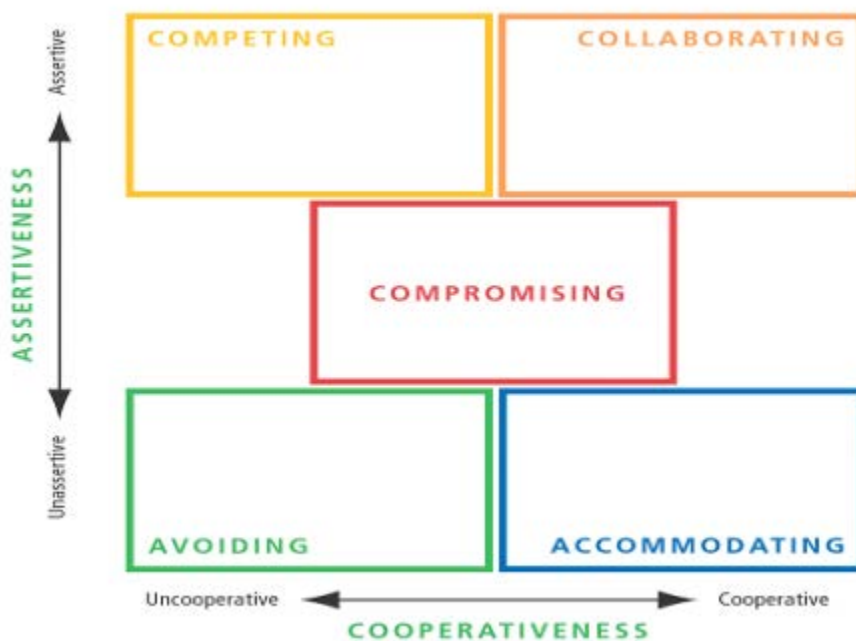 COMPETING
COLLABORATING
Assertive
ASSERTIVENESS
COMPROMISING
Unassertive
AVOIDING
ACCOMMODATING
Uncooperative
Cooperative
COOPERATIVENESS